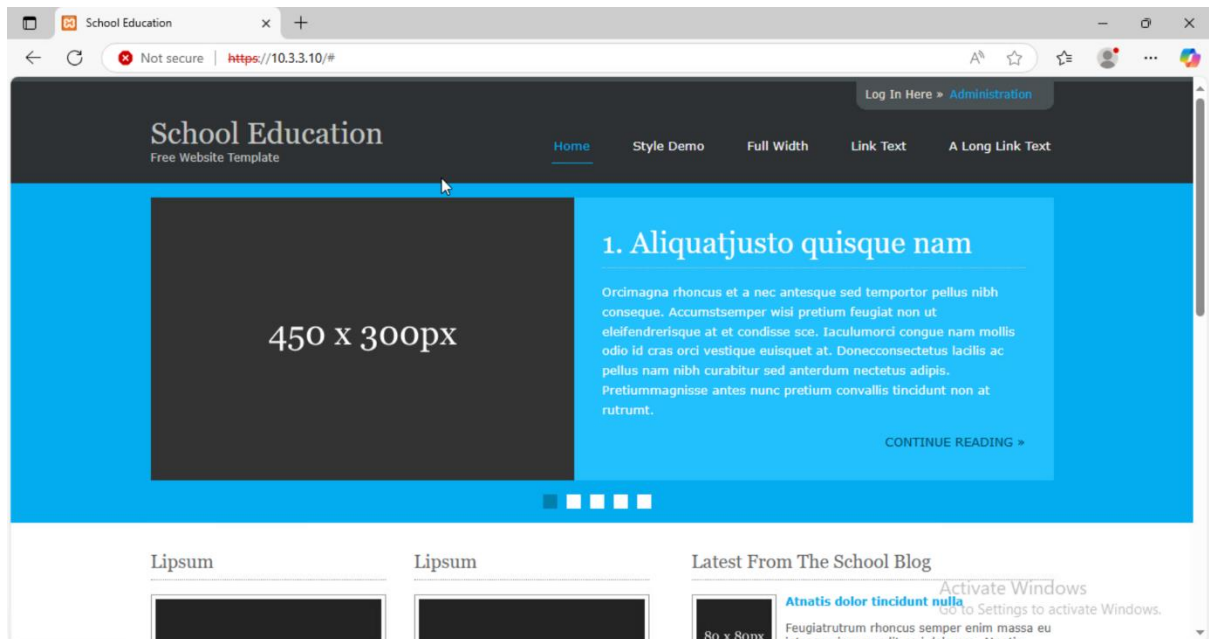 School Education
Not secure https://10.3.3.10/#
Log In Here » Administration
School Education
Free Website Template
Home Style Demo Full Width Link Text A Long Link Text
450 x 300px
1. Aliquatjusto quisque nam
Orcimagna rhoncus et a nec antesque sed temportor pellus nibh
conseque. Accumstsemper wisi pretium feugiat non ut
eleifendrerisque at et condisse sce. Iaculumorci congue nam mollis
odio id cras orci vestique euisquet at. Donecconsectetus lacilis ac
pellus nam nibh curabitur sed anterdum nectetus adipis.
Pretiummagnisse antes nunc pretium convallis tincidunt non at
rutrumt.
CONTINUE READING »
Lipsum Lipsum Latest From The School Blog
80 x 80px
Atnatis dolor tincidunt nulla
Feugiatrutrum rhoncus semper enim massa eu
Activate Windows
Go to Settings to activate Windows.